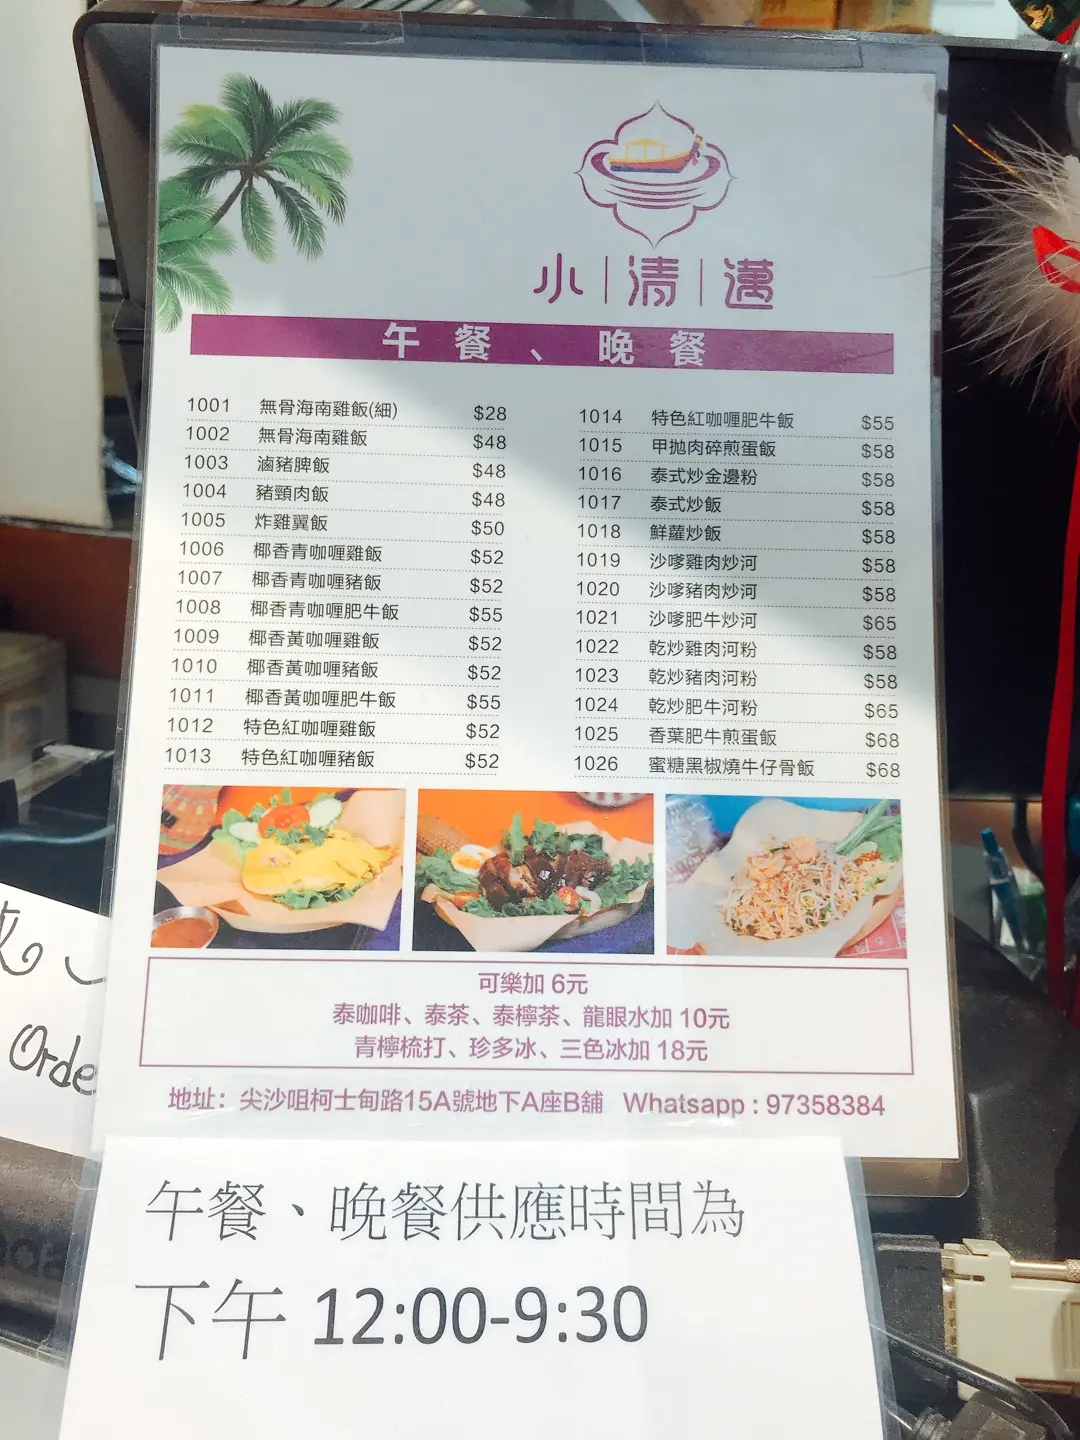 小清邁
午餐、晚餐
1001 無骨海南雞飯(細) $28
1002 無骨海南雞飯 $48
1003 滷豬脾飯 $48
1004 豬頸肉飯 $48
1005 炸雞翼飯 $50
1006 椰香青咖喱雞飯 $52
1007 椰香青咖喱豬飯 $52
1008 椰香青咖喱肥牛飯 $55
1009 椰香黃咖喱雞飯 $52
1010 椰香黃咖喱豬飯 $52
1011 椰香黃咖喱肥牛飯 $55
1012 特色紅咖喱雞飯 $52
1013 特色紅咖喱豬飯 $52
1014 特色紅咖喱肥牛飯 $55
1015 甲拋肉碎煎蛋飯 $58
1016 泰式炒金邊粉 $58
1017 泰式炒飯 $58
1018 鮮蘿炒飯 $58
1019 沙嗲雞肉炒河 $58
1020 沙嗲豬肉炒河 $58
1021 沙嗲肥牛炒河 $65
1022 乾炒雞肉河粉 $58
1023 乾炒豬肉河粉 $58
1024 乾炒肥牛河粉 $65
1025 香葉肥牛煎蛋飯 $68
1026 蜜糖黑椒燒牛仔骨飯 $68
可樂加 6元
泰咖啡、泰茶、泰檸茶、龍眼水加 10元
青檸梳打、珍多冰、三色冰加 18元
地址：尖沙咀柯士甸路15A號地下A座B舖 Whatsapp : 97358384
Orde
午餐、晚餐供應時間為
下午 12:00-9:30